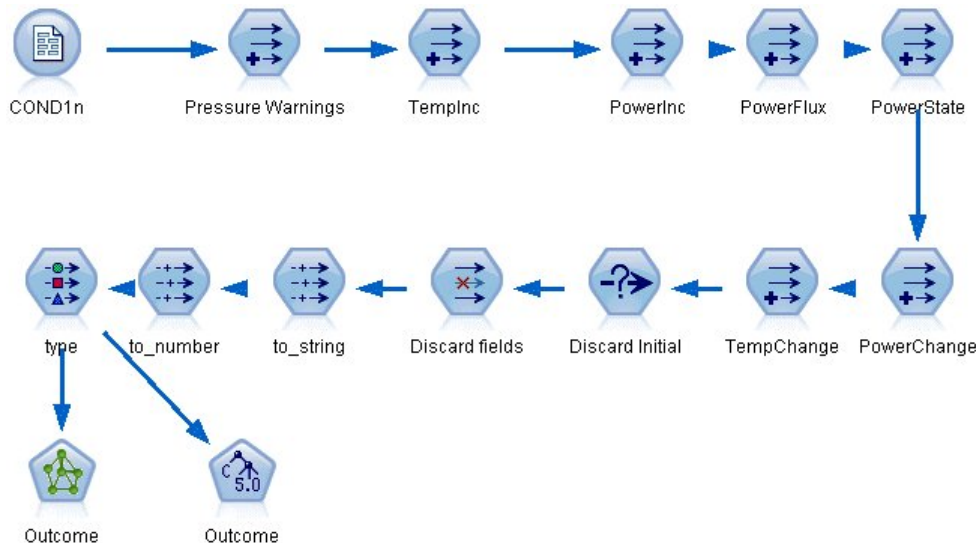 COND1n
Pressure Warnings
TempInc
PowerInc
PowerFlux
PowerState
type
to_number
to_string
Discard fields
Discard Initial
TempChange
PowerChange
C 5.0
Outcome
Outcome